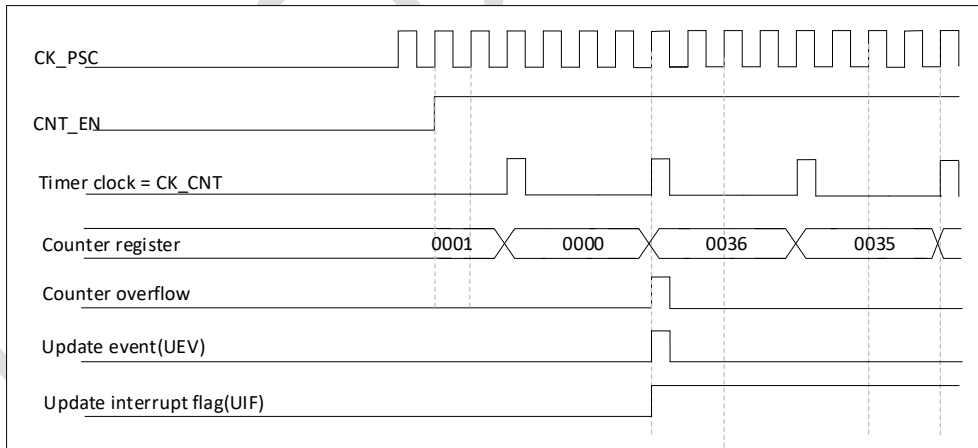 CK_PSC
CNT_EN
Timer clock = CK_CNT
Counter register 0001 0000 0036 0035
Counter overflow
Update event(UEV)
Update interrupt flag(UIF)